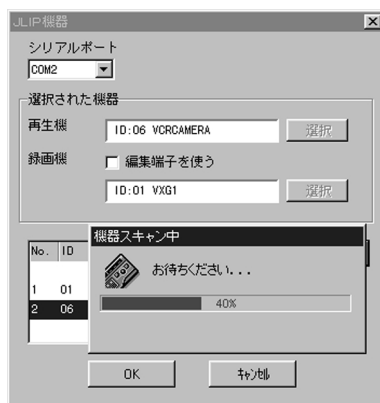 JLIP機器
シリアルポート
COM2
選択された機器
再生機
ID:06 VCRCAMERA
選択
録画機
編集端子を使う
ID:01 VXG1
選択
機器スキャン中
No. ID
お待ちください...
1 01
40%
2 06
OK
ｷｬﾝｾﾙ